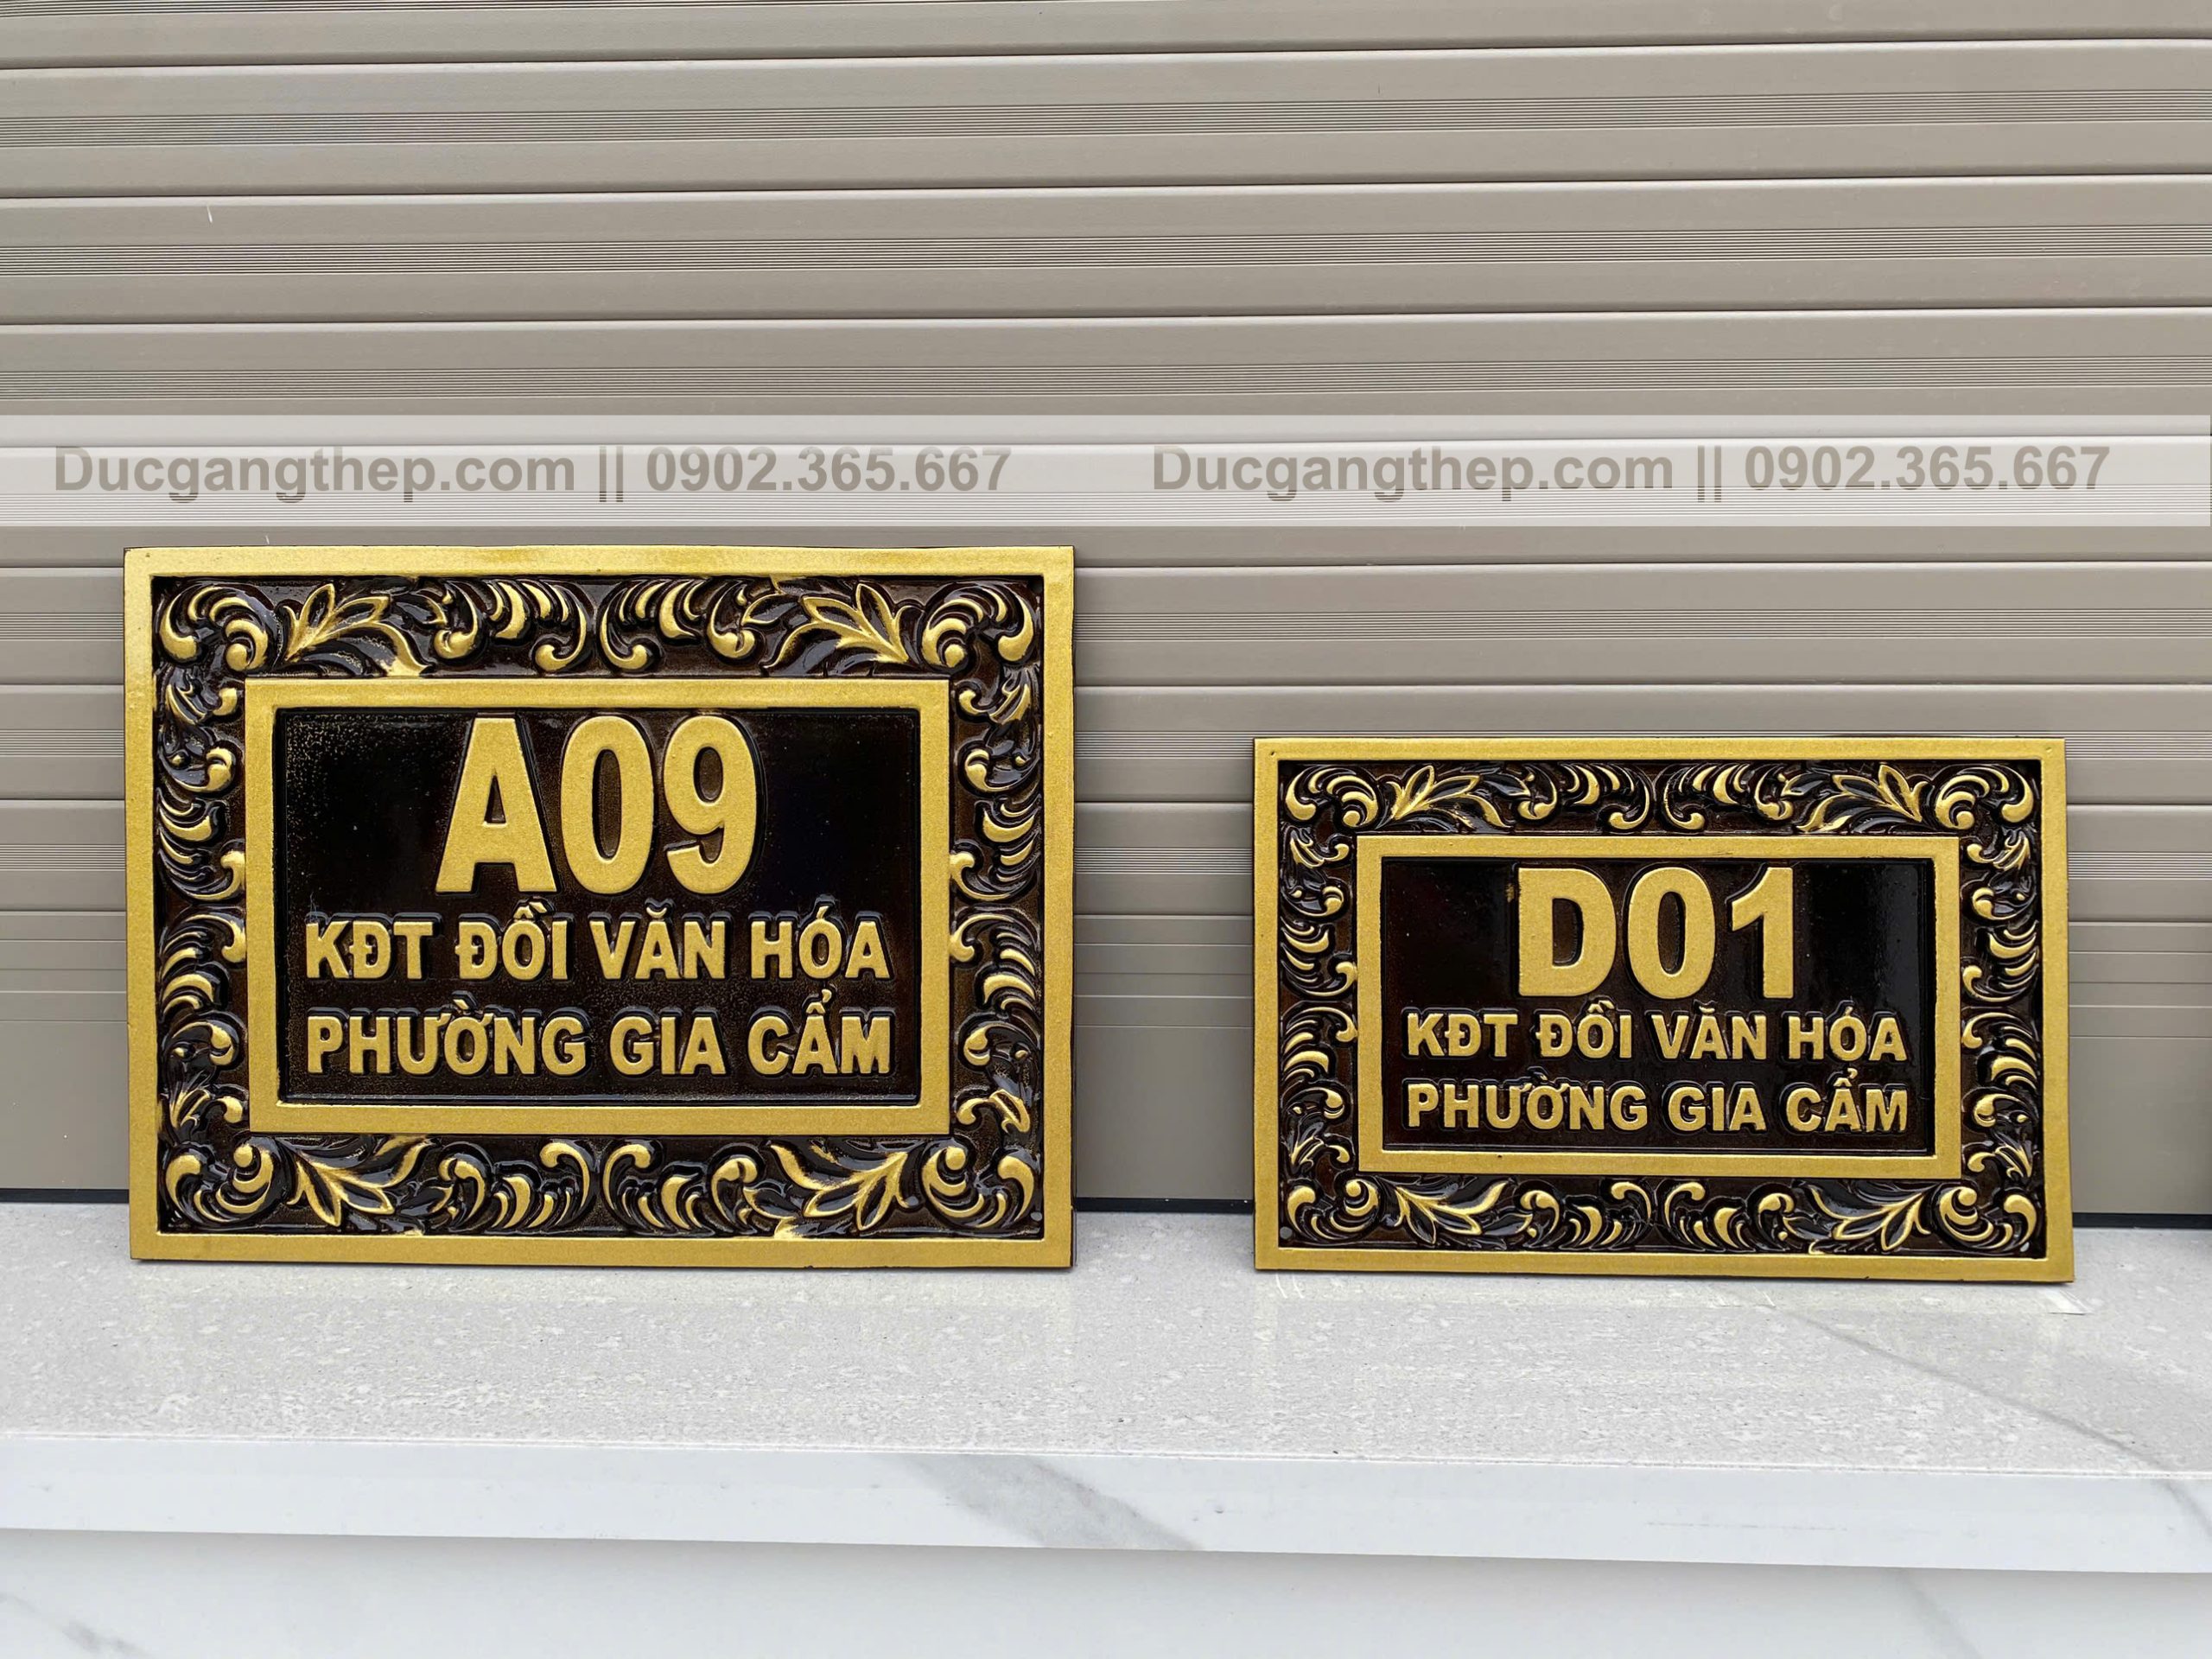 Ducgangthep.com || 0902.365.667
Ducgangthep.com || 0902.365.667
A09
KĐT ĐỒI VĂN HÓA
PHƯỜNG GIA CẨM
D01
KĐT ĐỒI VĂN HÓA
PHƯỜNG GIA CẨM